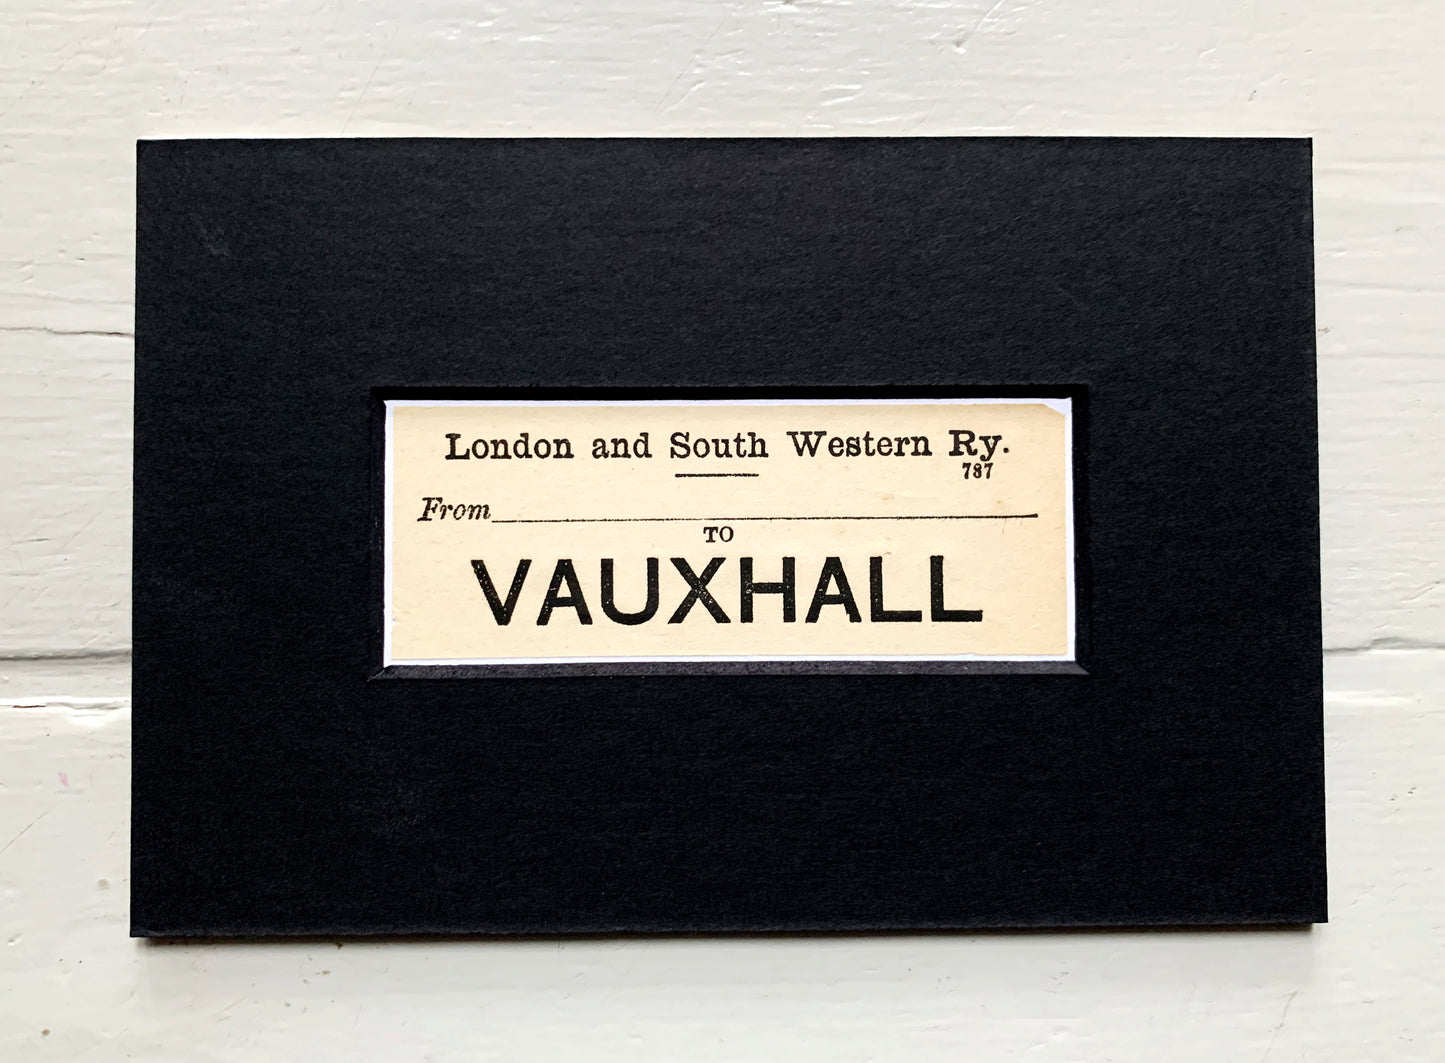 London and South Western Ry.
787
From
TO
VAUXHALL